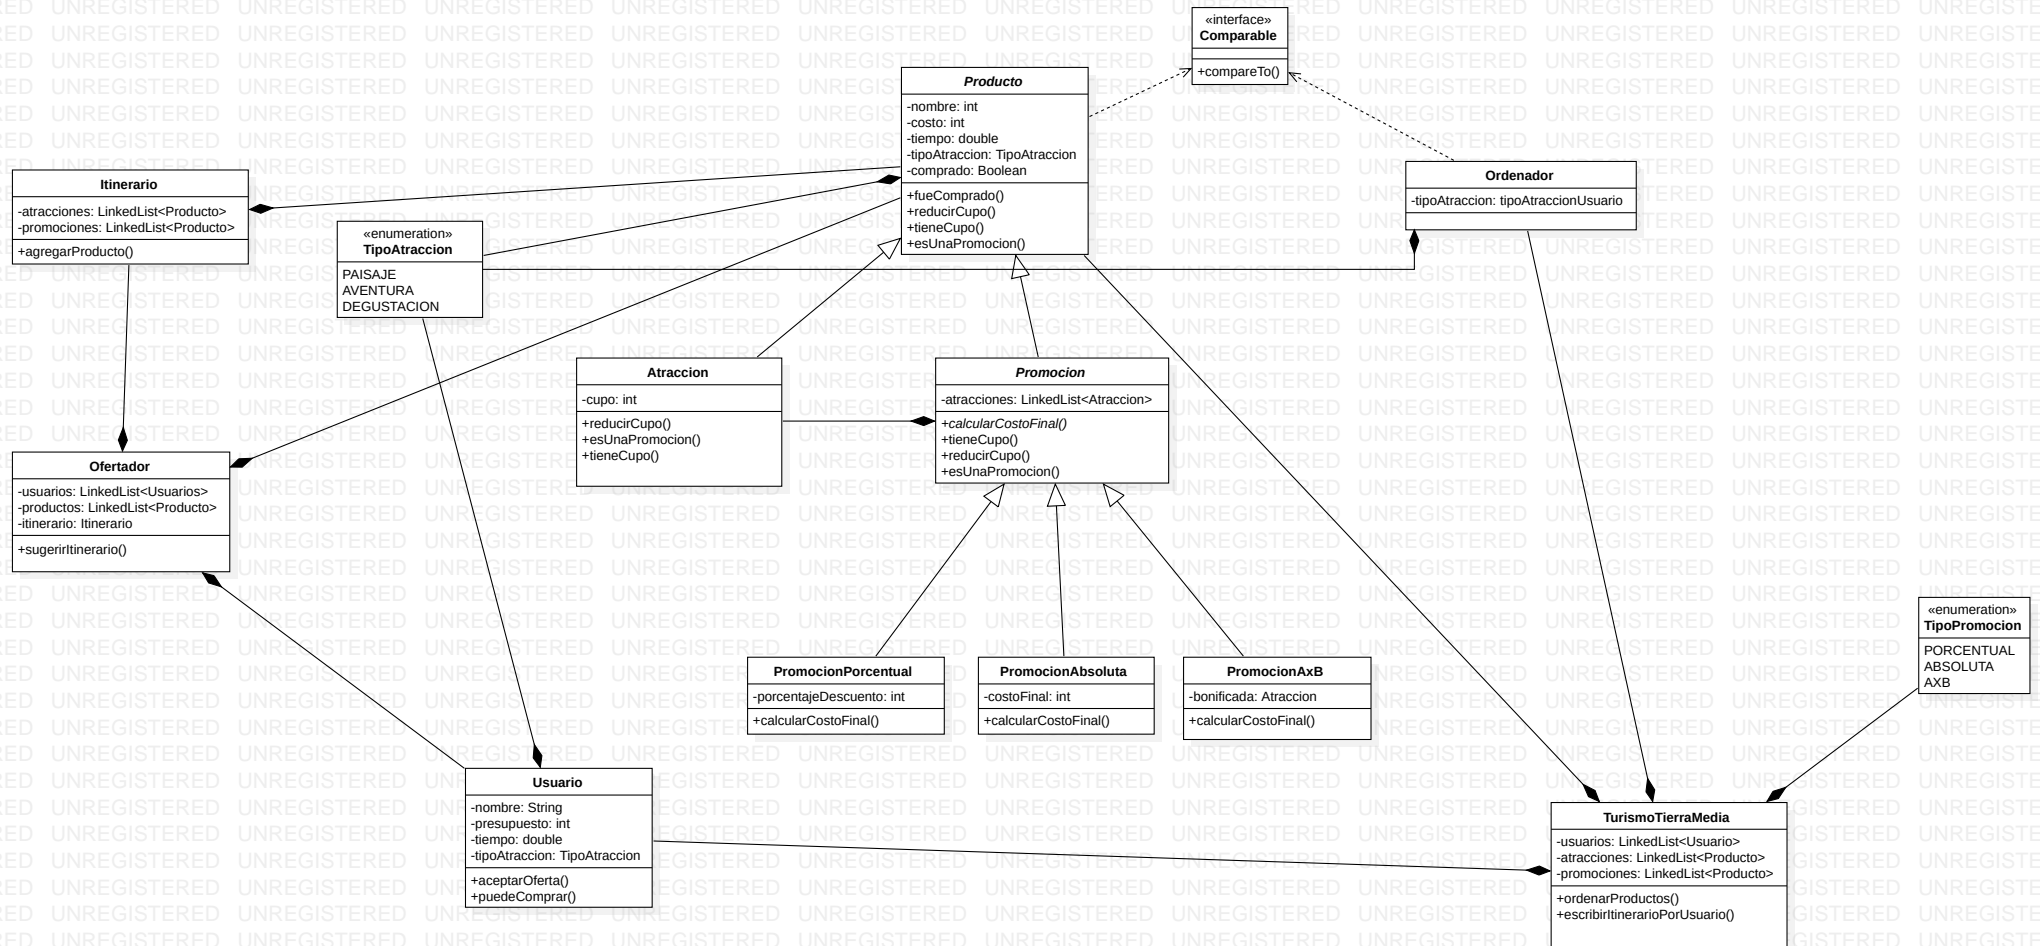 «interface»
Comparable
+compareTo()
Producto
-nombre: int
-costo: int
-tiempo: double
-tipoAtraccion: TipoAtraccion
-comprado: Boolean
+fueComprado()
+reducirCupo()
+tieneCupo()
+esUnaPromocion()
Ordenador
-tipoAtraccion: tipoAtraccionUsuario
Itinerario
-atracciones: LinkedList<Producto>
-promociones: LinkedList<Producto>
+agregarProducto()
«enumeration»
TipoAtraccion
PAISAJE
AVENTURA
DEGUSTACION
Atraccion
-cupo: int
+reducirCupo()
+esUnaPromocion()
+tieneCupo()
Promocion
-atracciones: LinkedList<Atraccion>
+calcularCostoFinal()
+tieneCupo()
+reducirCupo()
+esUnaPromocion()
Ofertador
-usuarios: LinkedList<Usuarios>
-productos: LinkedList<Producto>
-itinerario: Itinerario
+sugerirItinerario()
«enumeration»
TipoPromocion
PORCENTUAL
ABSOLUTA
AXB
PromocionPorcentual
-porcentajeDescuento: int
+calcularCostoFinal()
PromocionAbsoluta
-costoFinal: int
+calcularCostoFinal()
PromocionAxB
-bonificada: Atraccion
+calcularCostoFinal()
Usuario
-nombre: String
-presupuesto: int
-tiempo: double
-tipoAtraccion: TipoAtraccion
+aceptarOferta()
+puedeComprar()
TurismoTierraMedia
-usuarios: LinkedList<Usuario>
-atracciones: LinkedList<Producto>
-promociones: LinkedList<Producto>
+ordenarProductos()
+escribirItinerarioPorUsuario()
UNREGISTERED